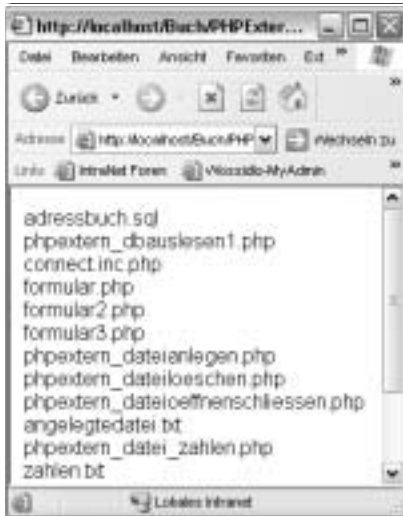 http://localhost/Buch/PHPExter...
Datei Bearbeiten Ansicht Favoriten Ext »
Zurück »
Adresse http://localhost/Buch/PHP Wechseln zu
Links IntraNet Foren Wossidlo-MyAdmin »
adressbuch.sql
phpextern_dbauslesen1.php
connect.inc.php
formular.php
formular2.php
formular3.php
phpextern_dateianlegen.php
phpextern_dateiloeschen.php
phpextern_dateioeffnenschliessen.php
angelegtedatei.txt
phpextern_datei_zahlen.php
zahlen.txt
Lokales Intranet